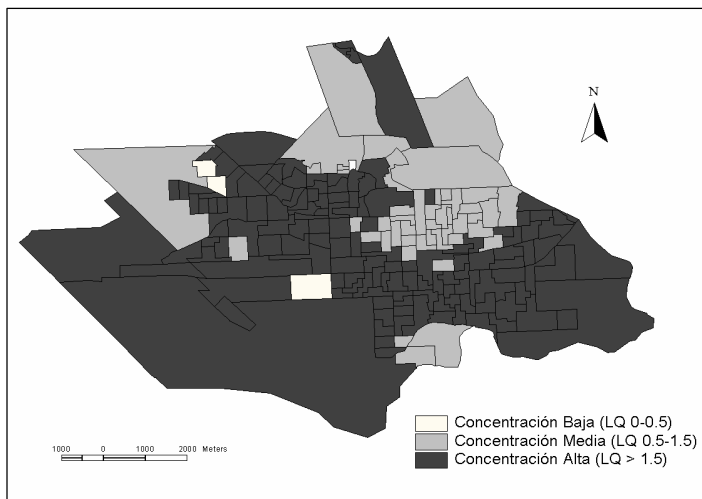 N
Concentración Baja (LQ 0-0.5)
Concentración Media (LQ 0.5-1.5)
Concentración Alta (LQ > 1.5)
1000 0 1000 2000 Meters